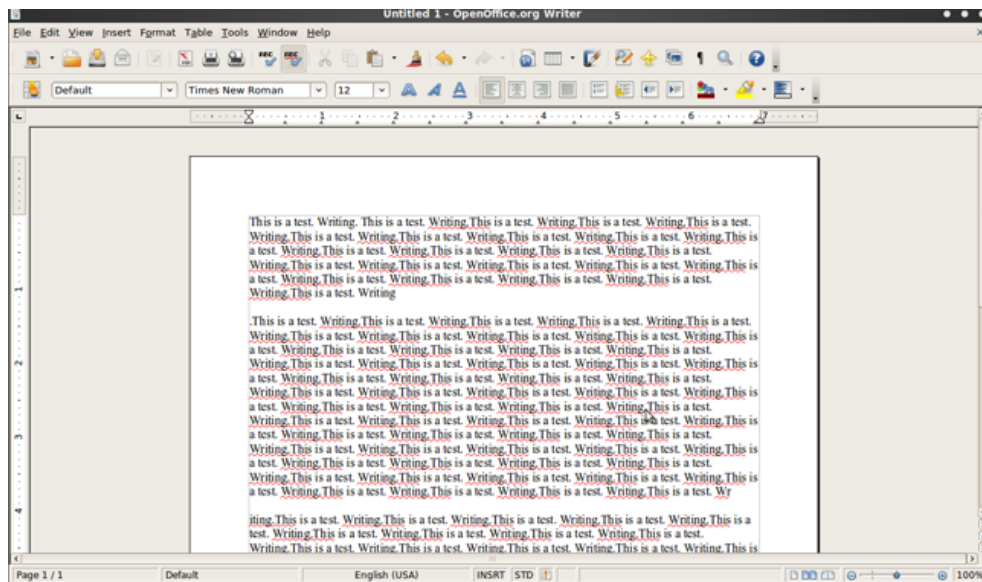 Untitled 1 - OpenOffice.org Writer
File Edit View Insert Format Table Tools Window Help
Default Times New Roman 12
1 2 3 4 5 6 7
This is a test. Writing. This is a test. Writing.This is a test. Writing.This is a test. Writing.This is a test.
Writing.This is a test. Writing.This is a test. Writing.This is a test. Writing.This is a test. Writing.This is
a test. Writing.This is a test. Writing.This is a test. Writing.This is a test. Writing.This is a test.
Writing.This is a test. Writing.This is a test. Writing.This is a test. Writing.This is a test. Writing.This is
a test. Writing.This is a test. Writing.This is a test. Writing.This is a test. Writing.This is a test.
Writing.This is a test. Writing
.This is a test. Writing.This is a test. Writing.This is a test. Writing.This is a test. Writing.This is a test.
Writing.This is a test. Writing.This is a test. Writing.This is a test. Writing.This is a test. Writing.This is
a test. Writing.This is a test. Writing.This is a test. Writing.This is a test. Writing.This is a test.
Writing.This is a test. Writing.This is a test. Writing.This is a test. Writing.This is a test. Writing.This is
a test. Writing.This is a test. Writing.This is a test. Writing.This is a test. Writing.This is a test.
Writing.This is a test. Writing.This is a test. Writing.This is a test. Writing.This is a test. Writing.This is
a test. Writing.This is a test. Writing.This is a test. Writing.This is a test. Writing.This is a test.
Writing.This is a test. Writing.This is a test. Writing.This is a test. Writing.This is a test. Writing.This is
a test. Writing.This is a test. Writing.This is a test. Writing.This is a test. Writing.This is a test.
Writing.This is a test. Writing.This is a test. Writing.This is a test. Writing.This is a test. Writing.This is
a test. Writing.This is a test. Writing.This is a test. Writing.This is a test. Writing.This is a test.
Writing.This is a test. Writing.This is a test. Writing.This is a test. Writing.This is a test. Writing.This is
a test. Writing.This is a test. Writing.This is a test. Writing.This is a test. Writing.This is a test. Wr
iting.This is a test. Writing.This is a test. Writing.This is a test. Writing.This is a test. Writing.This is a
test. Writing.This is a test. Writing.This is a test. Writing.This is a test. Writing.This is a test.
Writing.This is a test. Writing.This is a test. Writing.This is a test. Writing.This is a test. Writing.This is
1
2
3
4
Page 1 / 1 Default English (USA) INSRT STD 100%